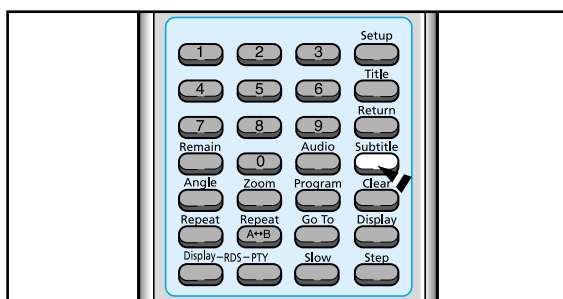 Setup
1 2 3
Title
4 5 6
Return
7 8 9
Remain Audio Subtitle
0
Angle Zoom Program Clear
Repeat Repeat Go To Display
A↔B
Display–RDS–PTY Slow Step